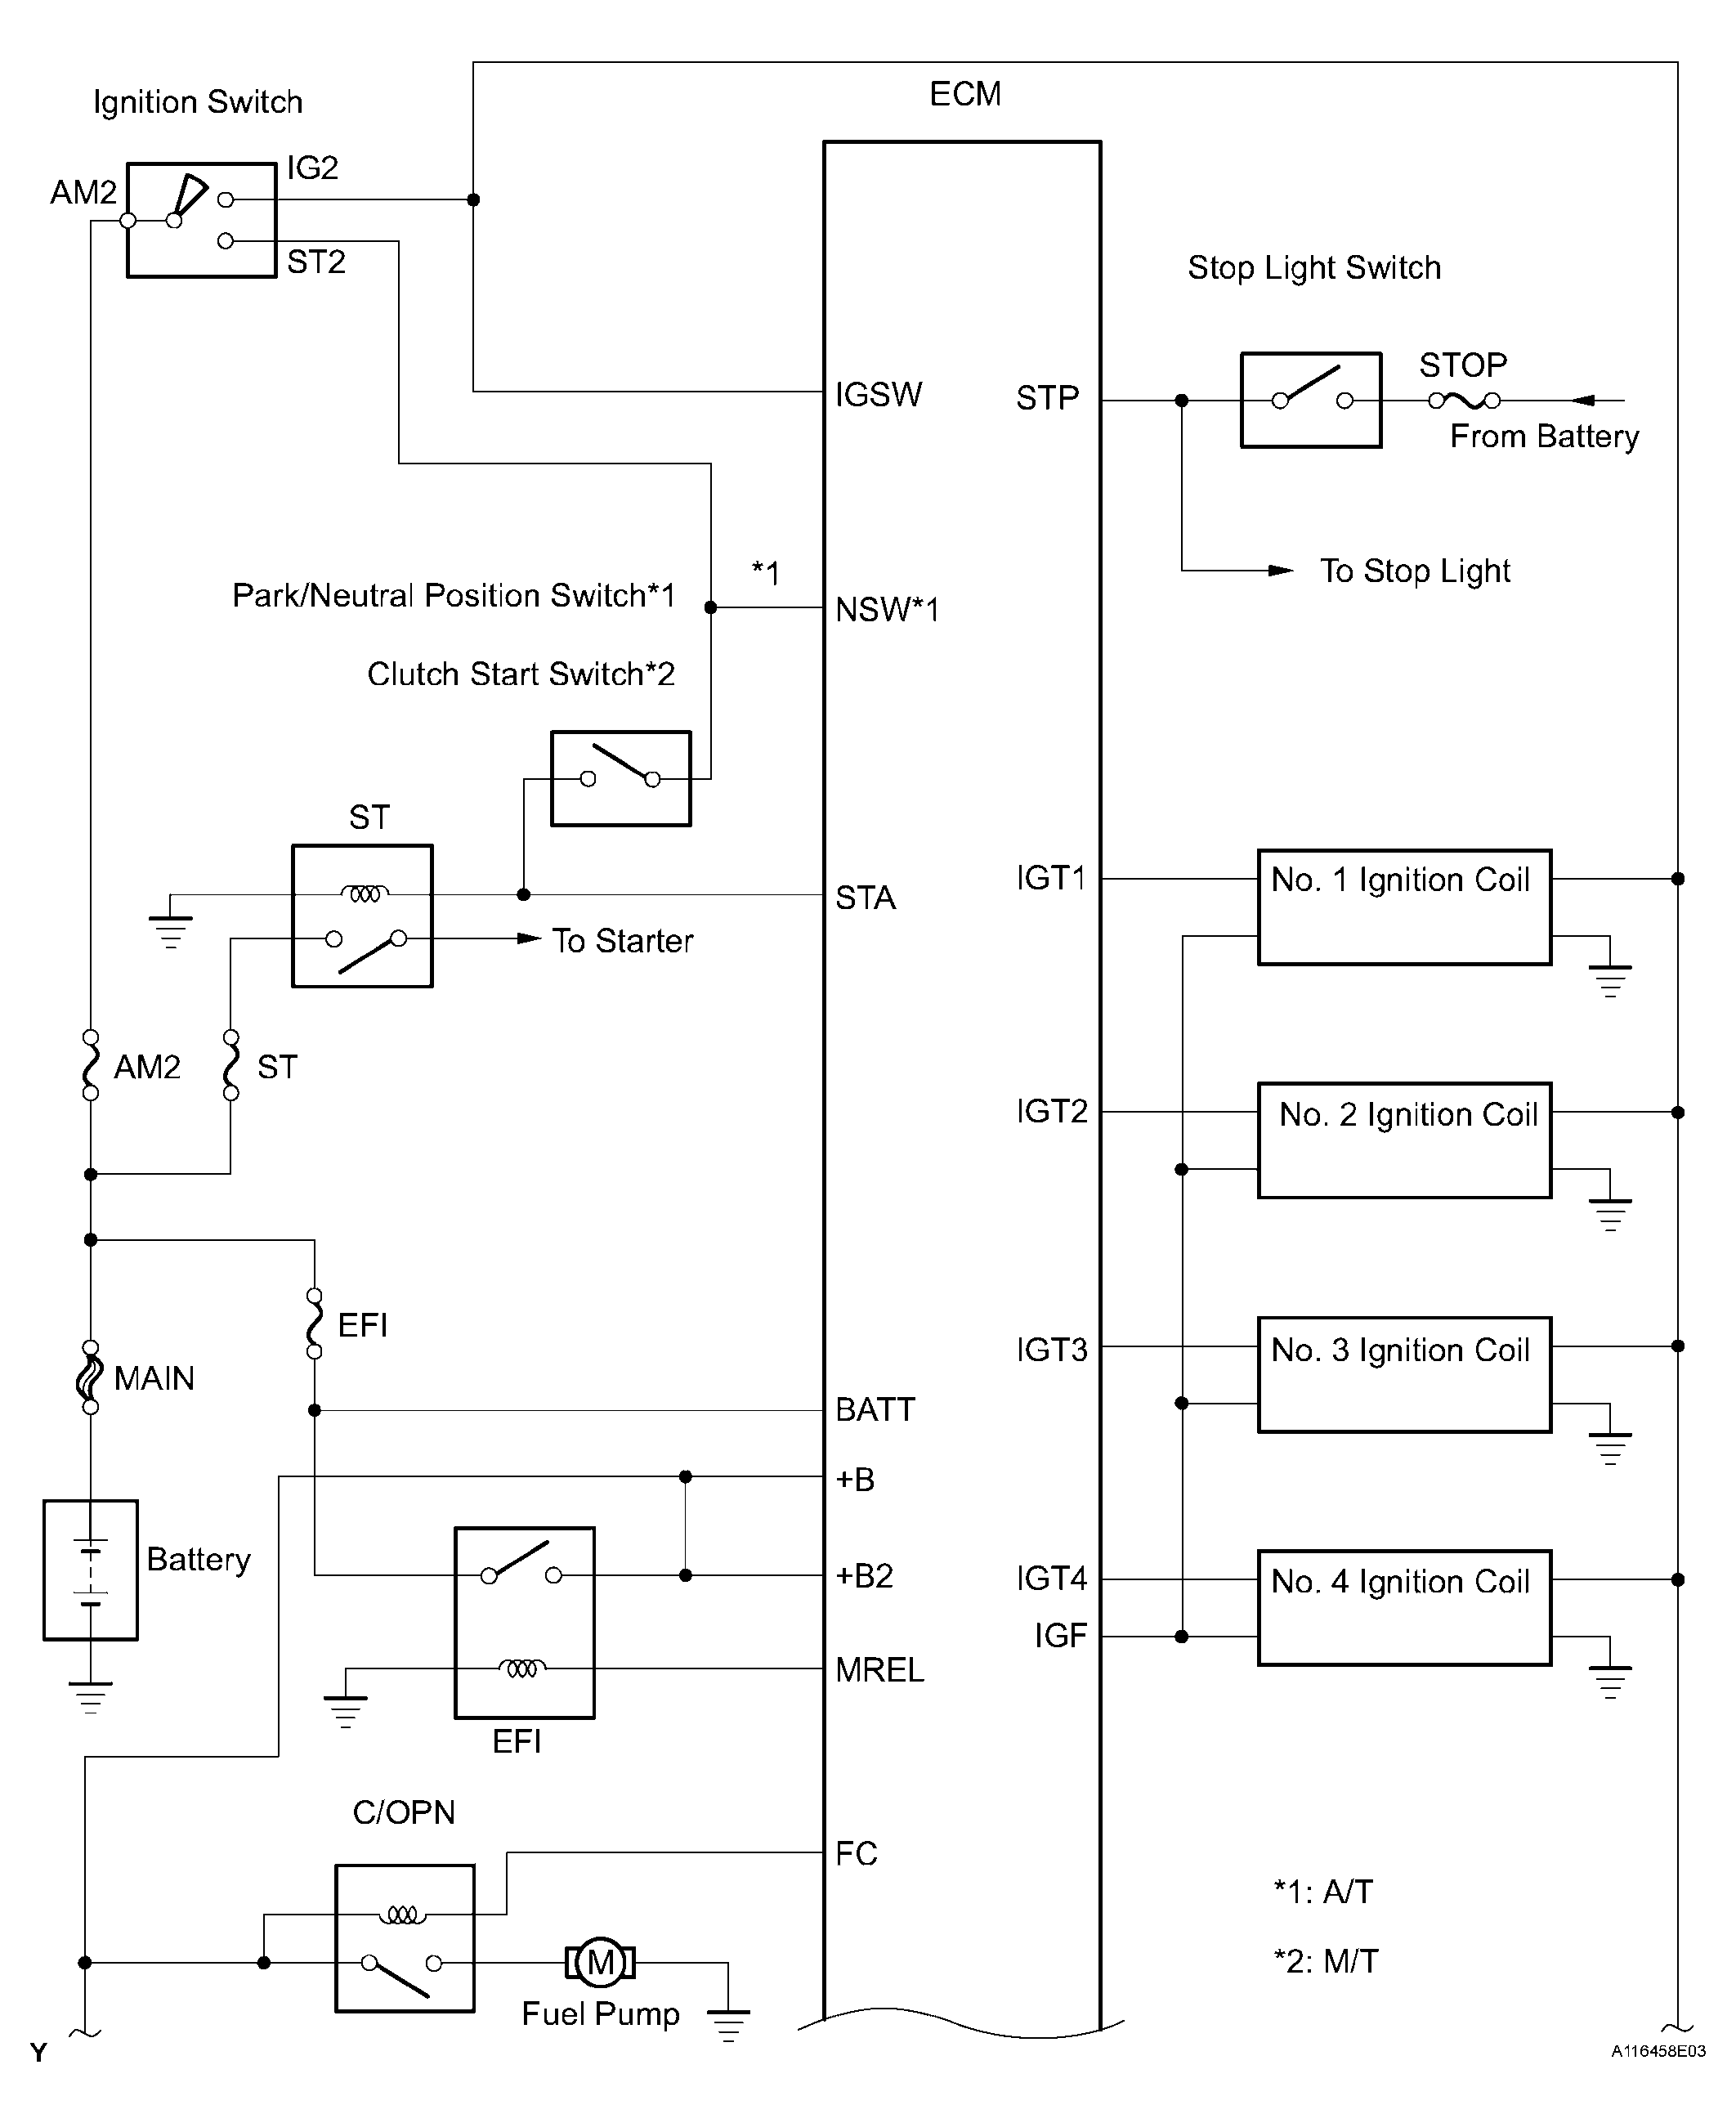 ECM
Ignition Switch
IG2
AM2
ST2
Stop Light Switch
STOP
IGSW
STP
From Battery
*1
To Stop Light
Park/Neutral Position Switch*1
NSW*1
Clutch Start Switch*2
ST
IGT1
No. 1 Ignition Coil
STA
To Starter
AM2
ST
IGT2
No. 2 Ignition Coil
EFI
IGT3
No. 3 Ignition Coil
MAIN
BATT
+B
Battery
+B2
IGT4
No. 4 Ignition Coil
IGF
MREL
EFI
C/OPN
FC
*1: A/T
M
*2: M/T
Fuel Pump
Y
A116458E03